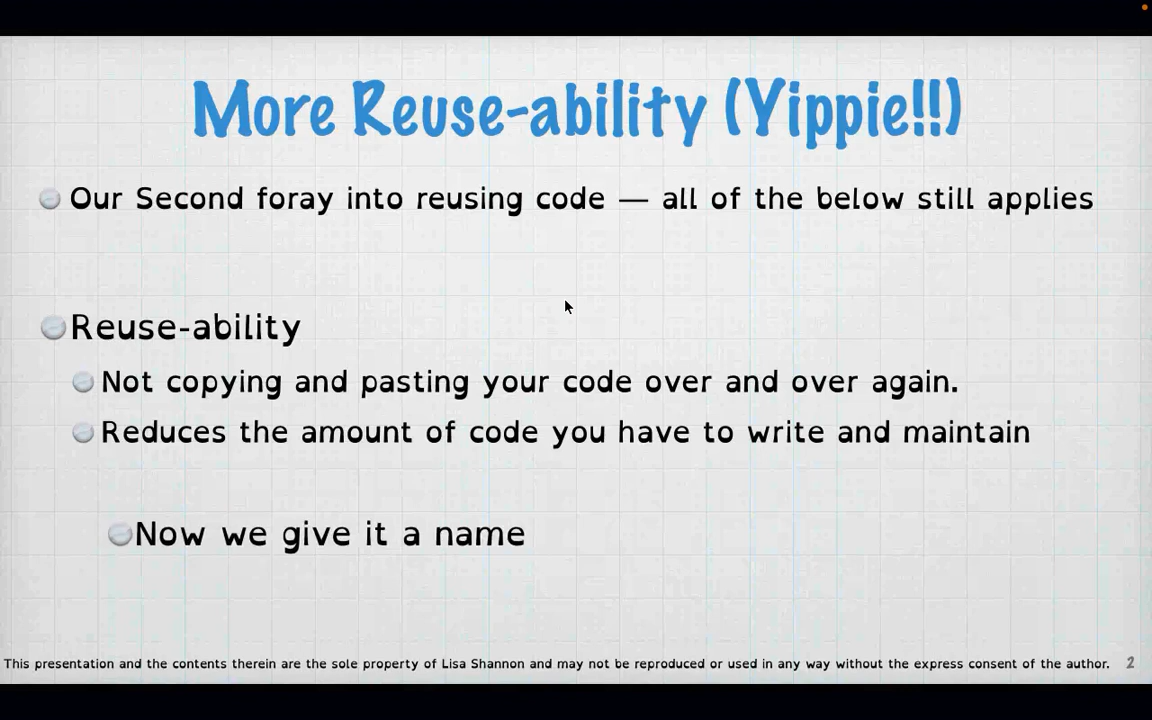 More Reuse-ability (Yippie!!)
Our Second foray into reusing code — all of the below still applies
Reuse-ability
Not copying and pasting your code over and over again.
Reduces the amount of code you have to write and maintain
Now we give it a name
This presentation and the contents therein are the sole property of Lisa Shannon and may not be reproduced or used in any way without the express consent of the author. 2